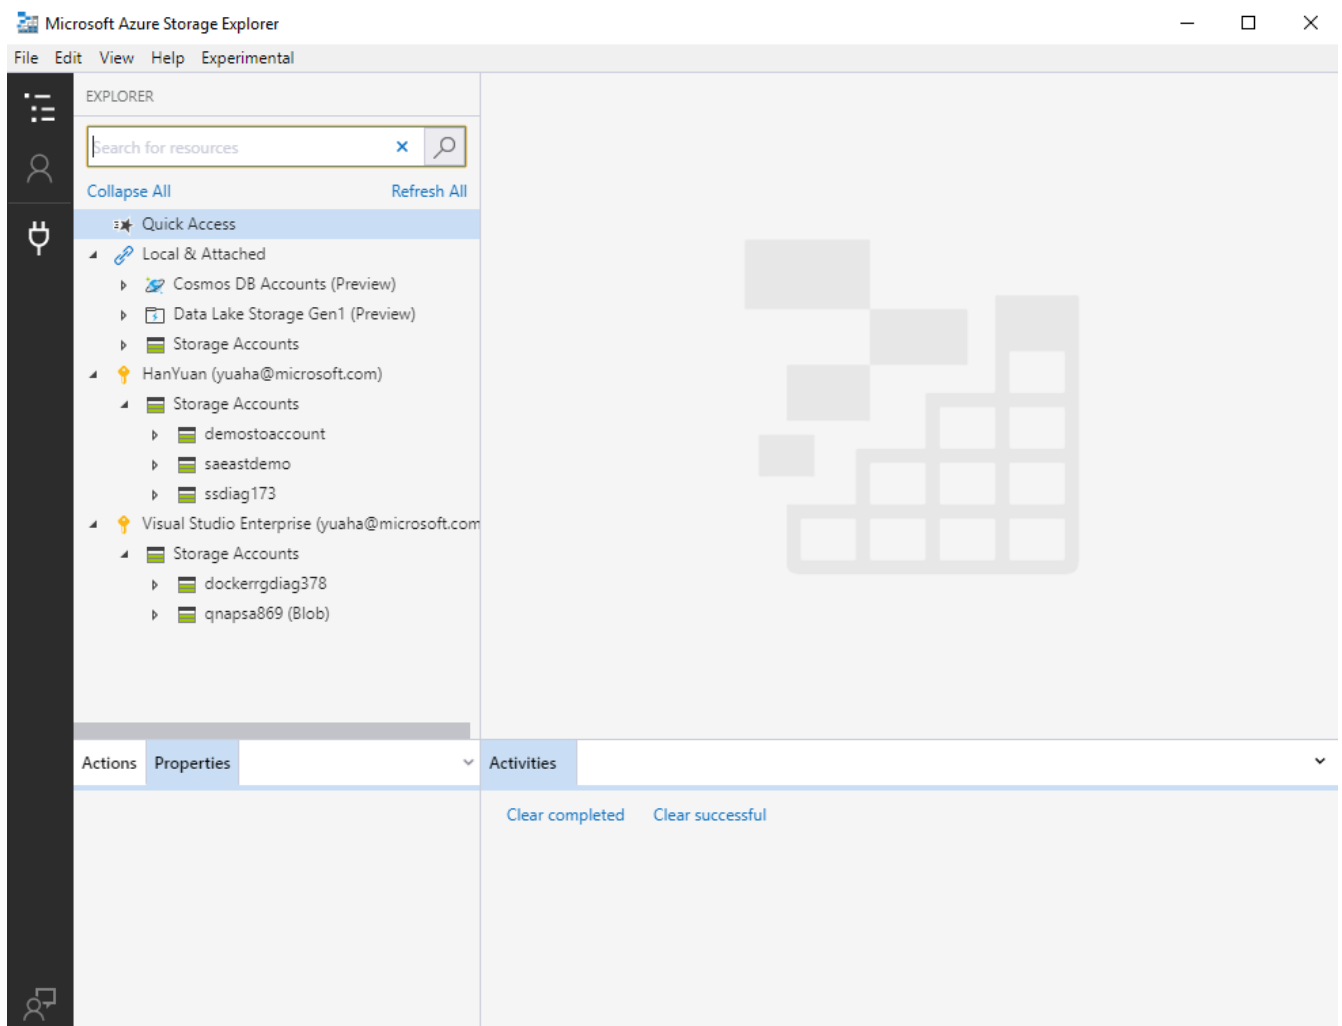 Microsoft Azure Storage Explorer
File Edit View Help Experimental
EXPLORER
Search for resources
Collapse All Refresh All
Quick Access
Local & Attached
Cosmos DB Accounts (Preview)
Data Lake Storage Gen1 (Preview)
Storage Accounts
HanYuan (yuaha@microsoft.com)
Storage Accounts
demostoaccount
saeastdemo
ssdiag173
Visual Studio Enterprise (yuaha@microsoft.com
Storage Accounts
dockerrgdiag378
qnapsa869 (Blob)
Actions Properties
Activities
Clear completed Clear successful